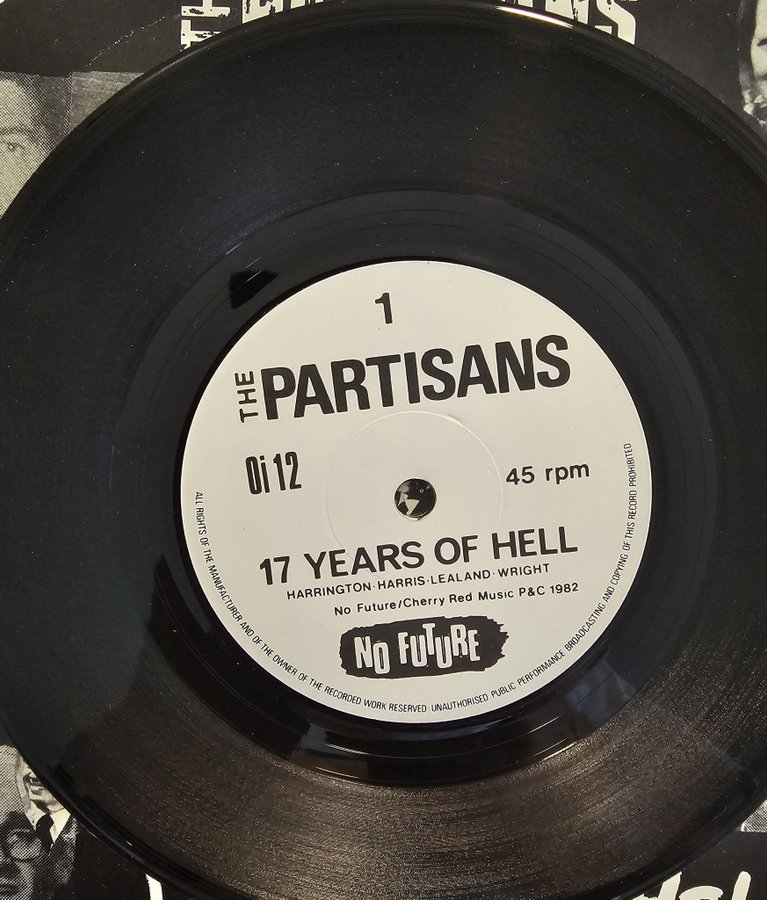 THE
1
THE PARTISANS
Oi 12
45 rpm
17 YEARS OF HELL
HARRINGTON·HARRIS·LEALAND·WRIGHT
No Future/Cherry Red Music P&C 1982
NO FUTURE
ALL RIGHTS OF THE MANUFACTURER AND OF THE OWNER OF THE RECORDED WORK RESERVED·UNAUTHORISED PUBLIC PERFORMANCE BROADCASTING AND COPYING OF THIS RECORD PROHIBITED